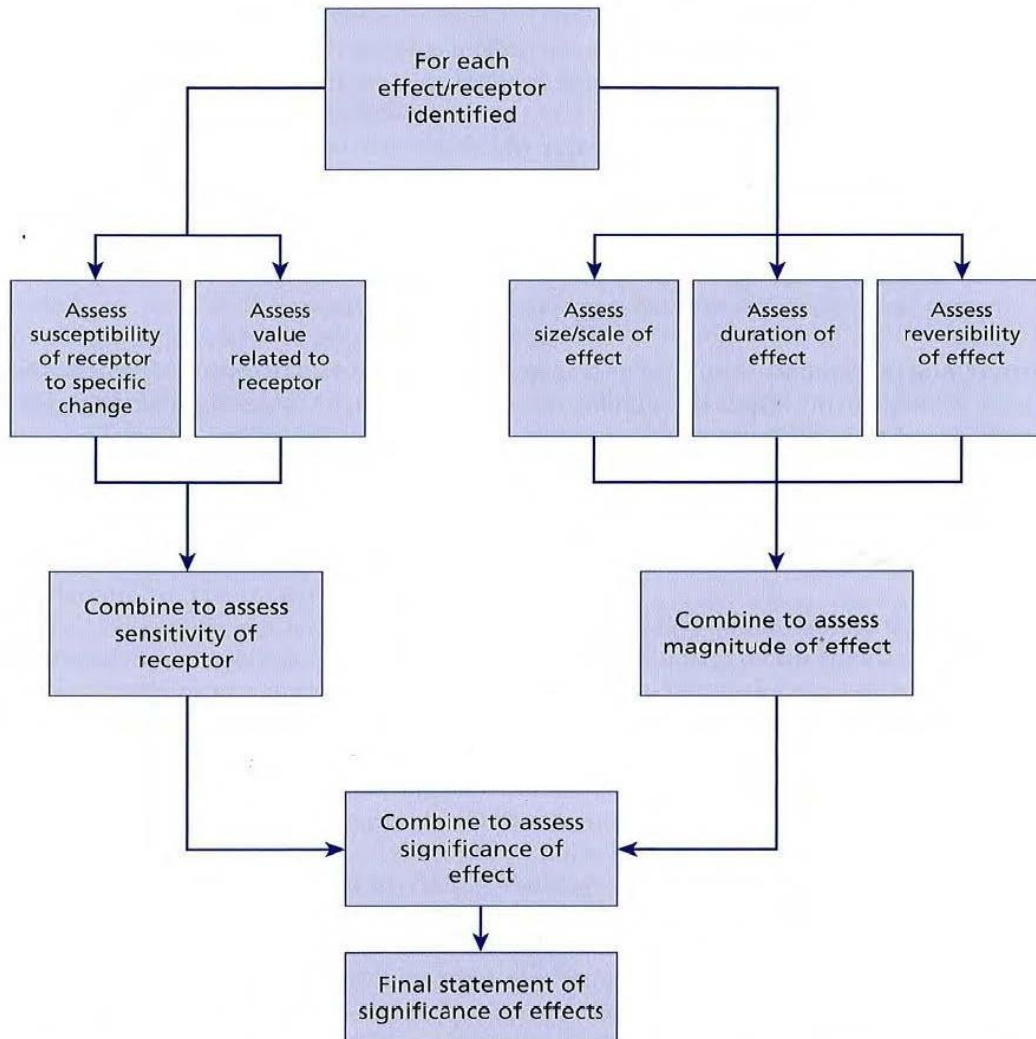 For each
effect/receptor
identified
Assess
susceptibility
of receptor
to specific
change
Assess
value
related to
receptor
Assess
size/scale of
effect
Assess
duration of
effect
Assess
reversibility
of effect
Combine to assess
sensitivity of
receptor
Combine to assess
magnitude of effect
Combine to assess
significance of
effect
Final statement of
significance of effects